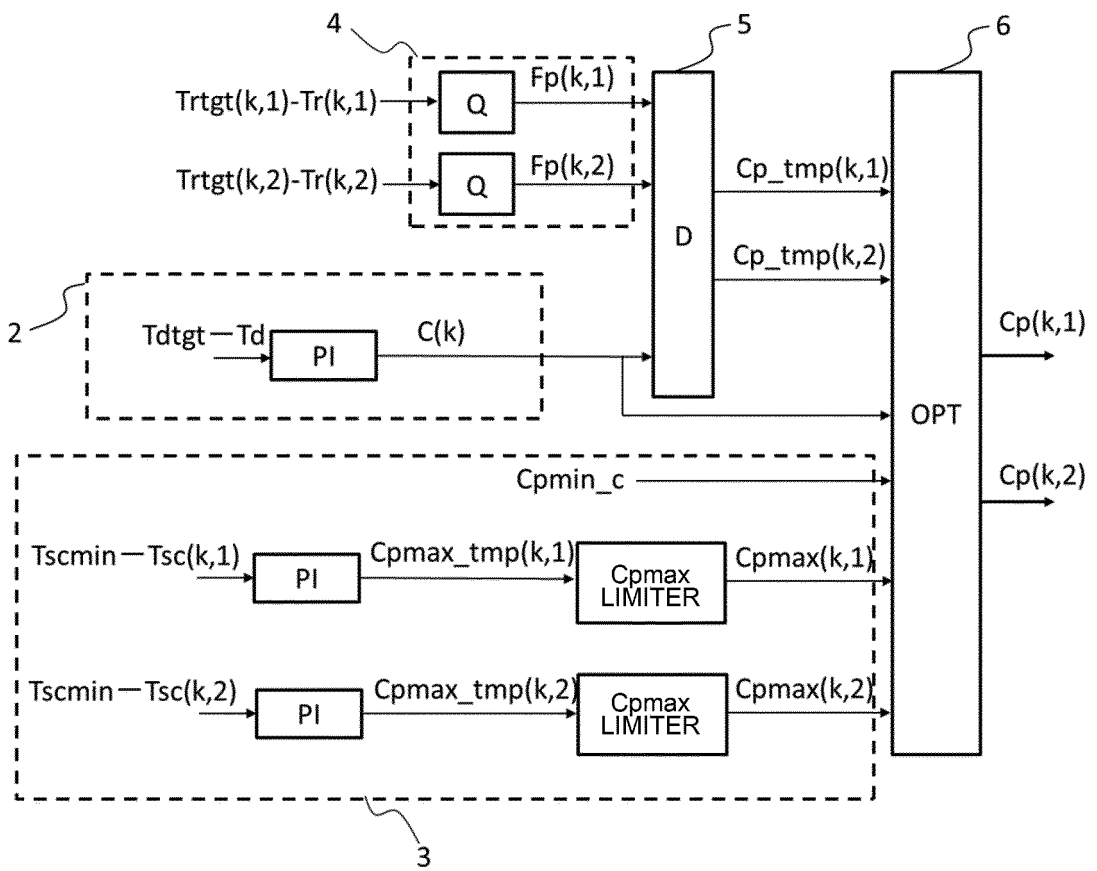 4
5
6
Trtgt(k,1)-Tr(k,1)
Q
Fp(k,1)
Trtgt(k,2)-Tr(k,2)
Q
Fp(k,2)
D
Cp_tmp(k,1)
Cp_tmp(k,2)
2
Tdtgt—Td
PI
C(k)
OPT
Cp(k,1)
Cp(k,2)
Cpmin_c
Tscmin—Tsc(k,1)
PI
Cpmax_tmp(k,1)
Cpmax
LIMITER
Cpmax(k,1)
Tscmin—Tsc(k,2)
PI
Cpmax_tmp(k,2)
Cpmax
LIMITER
Cpmax(k,2)
3